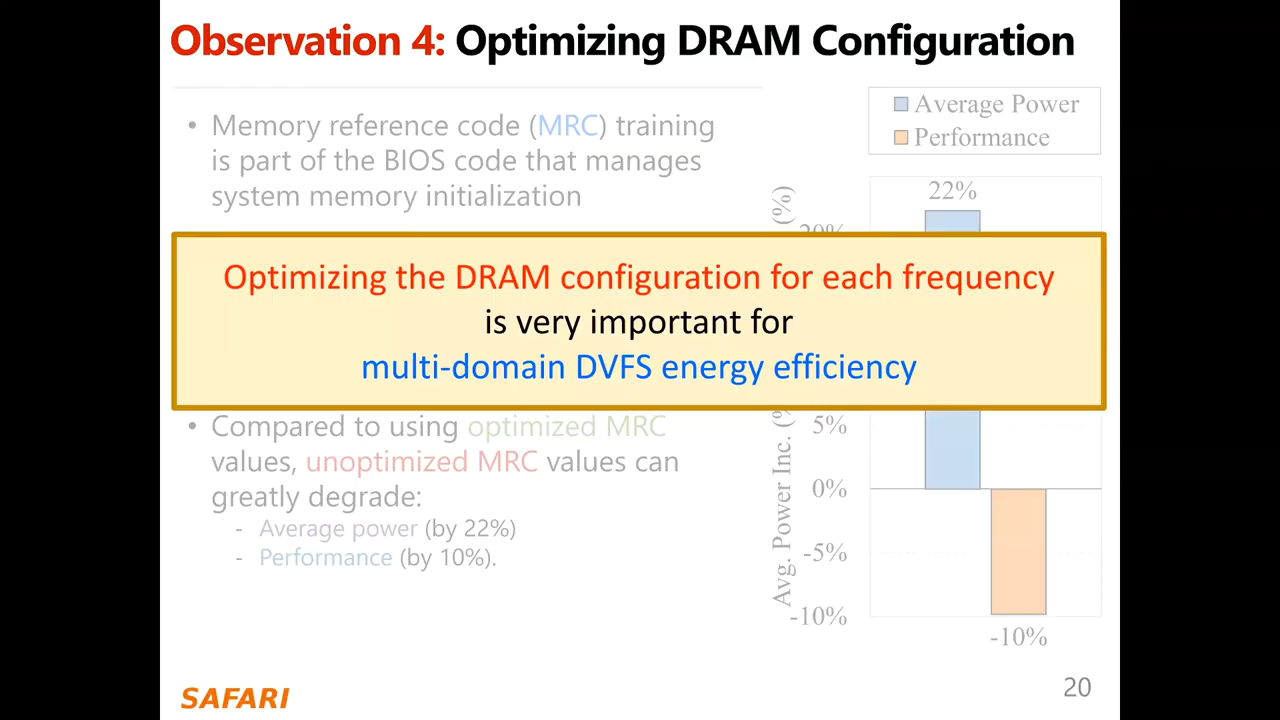 Observation 4: Optimizing DRAM Configuration
• Memory reference code (MRC) training
is part of the BIOS code that manages
system memory initialization
Optimizing the DRAM configuration for each frequency
is very important for
multi-domain DVFS energy efficiency
• Compared to using optimized MRC
values, unoptimized MRC values can
greatly degrade:
- Average power (by 22%)
- Performance (by 10%).
Average Power
Performance
22%
20%
5%
0%
-5%
-10%
-10%
Avg. Power Inc. (%
(%)
SAFARI
20